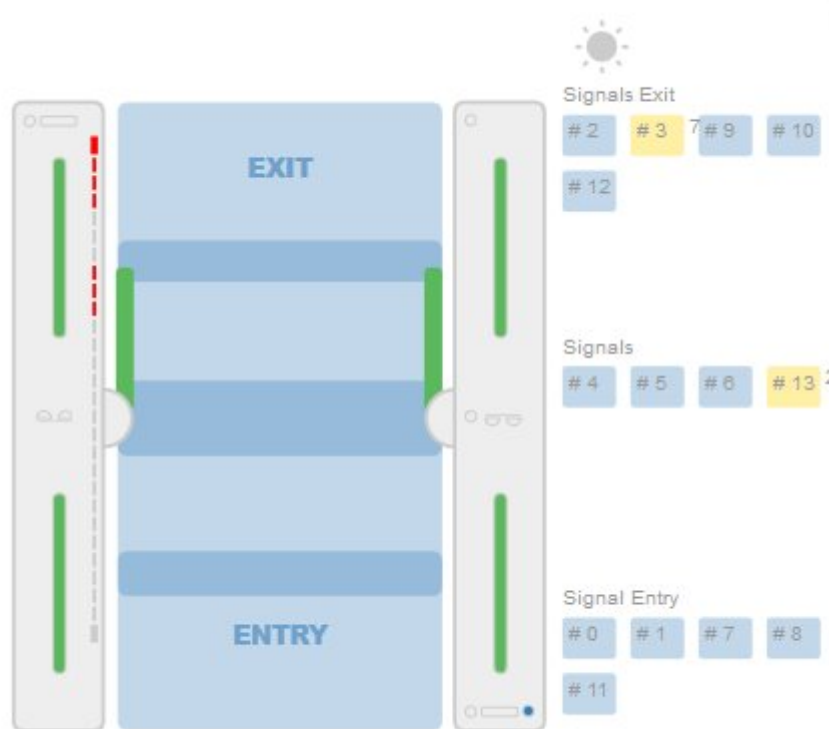 Signals Exit
# 2 # 3 7 # 9 # 10
# 12
EXIT
Signals
# 4 # 5 # 6 # 13 2
Signal Entry
# 0 # 1 # 7 # 8
# 11
ENTRY